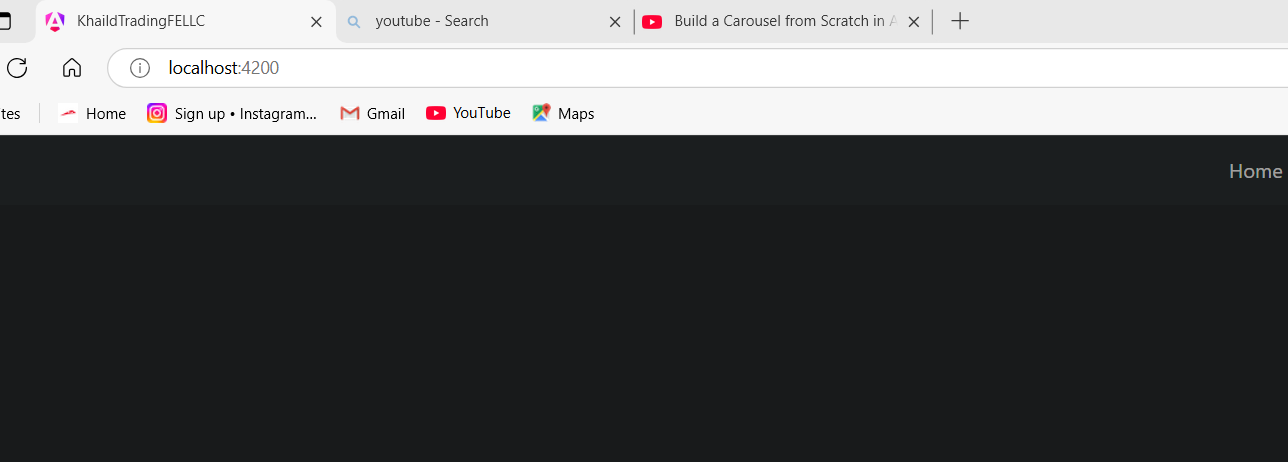 KhaildTradingFELLC
youtube - Search
Build a Carousel from Scratch in A
localhost:4200
tes
Home
Sign up • Instagram...
Gmail
YouTube
Maps
Home